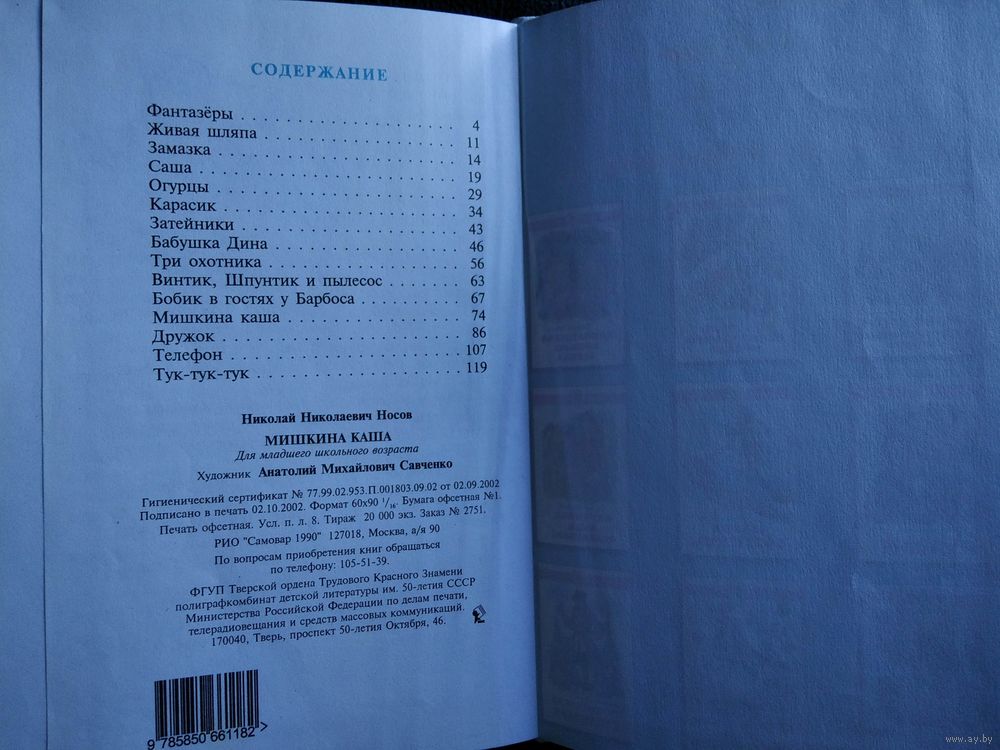 СОДЕРЖАНИЕ
Фантазёры . . . . . . . . . . . . . . . . . . . . 4
Живая шляпа . . . . . . . . . . . . . . . . . . 11
Замазка . . . . . . . . . . . . . . . . . . . . . . 14
Саша . . . . . . . . . . . . . . . . . . . . . . . . 19
Огурцы . . . . . . . . . . . . . . . . . . . . . . 29
Карасик . . . . . . . . . . . . . . . . . . . . . . 34
Затейники . . . . . . . . . . . . . . . . . . . . 43
Бабушка Дина . . . . . . . . . . . . . . . . . 46
Три охотника . . . . . . . . . . . . . . . . . . 56
Винтик, Шпунтик и пылесос . . . . . . . 63
Бобик в гостях у Барбоса . . . . . . . . . . 67
Мишкина каша . . . . . . . . . . . . . . . . 74
Дружок . . . . . . . . . . . . . . . . . . . . . . 86
Телефон . . . . . . . . . . . . . . . . . . . . . 107
Тук-тук-тук . . . . . . . . . . . . . . . . . . . 119
Николай Николаевич Носов
МИШКИНА КАША
Для младшего школьного возраста
Художник Анатолий Михайлович Савченко
Гигиенический сертификат № 77.99.02.953.П.001803.09.02 от 02.09.2002
Подписано в печать 02.10.2002. Формат 60х90 1/16. Бумага офсетная №1.
Печать офсетная. Усл. п. л. 8. Тираж 20 000 экз. Заказ № 2751.
РИО "Самовар 1990" 127018, Москва, а/я 90
По вопросам приобретения книг обращаться
по телефону: 105-51-39.
ФГУП Тверской ордена Трудового Красного Знамени
полиграфкомбинат детской литературы им. 50-летия СССР
Министерства Российской Федерации по делам печати,
телерадиовещания и средств массовых коммуникаций.
170040, Тверь, проспект 50-летия Октября, 46.
9 785850 661182 >
www.ay.by